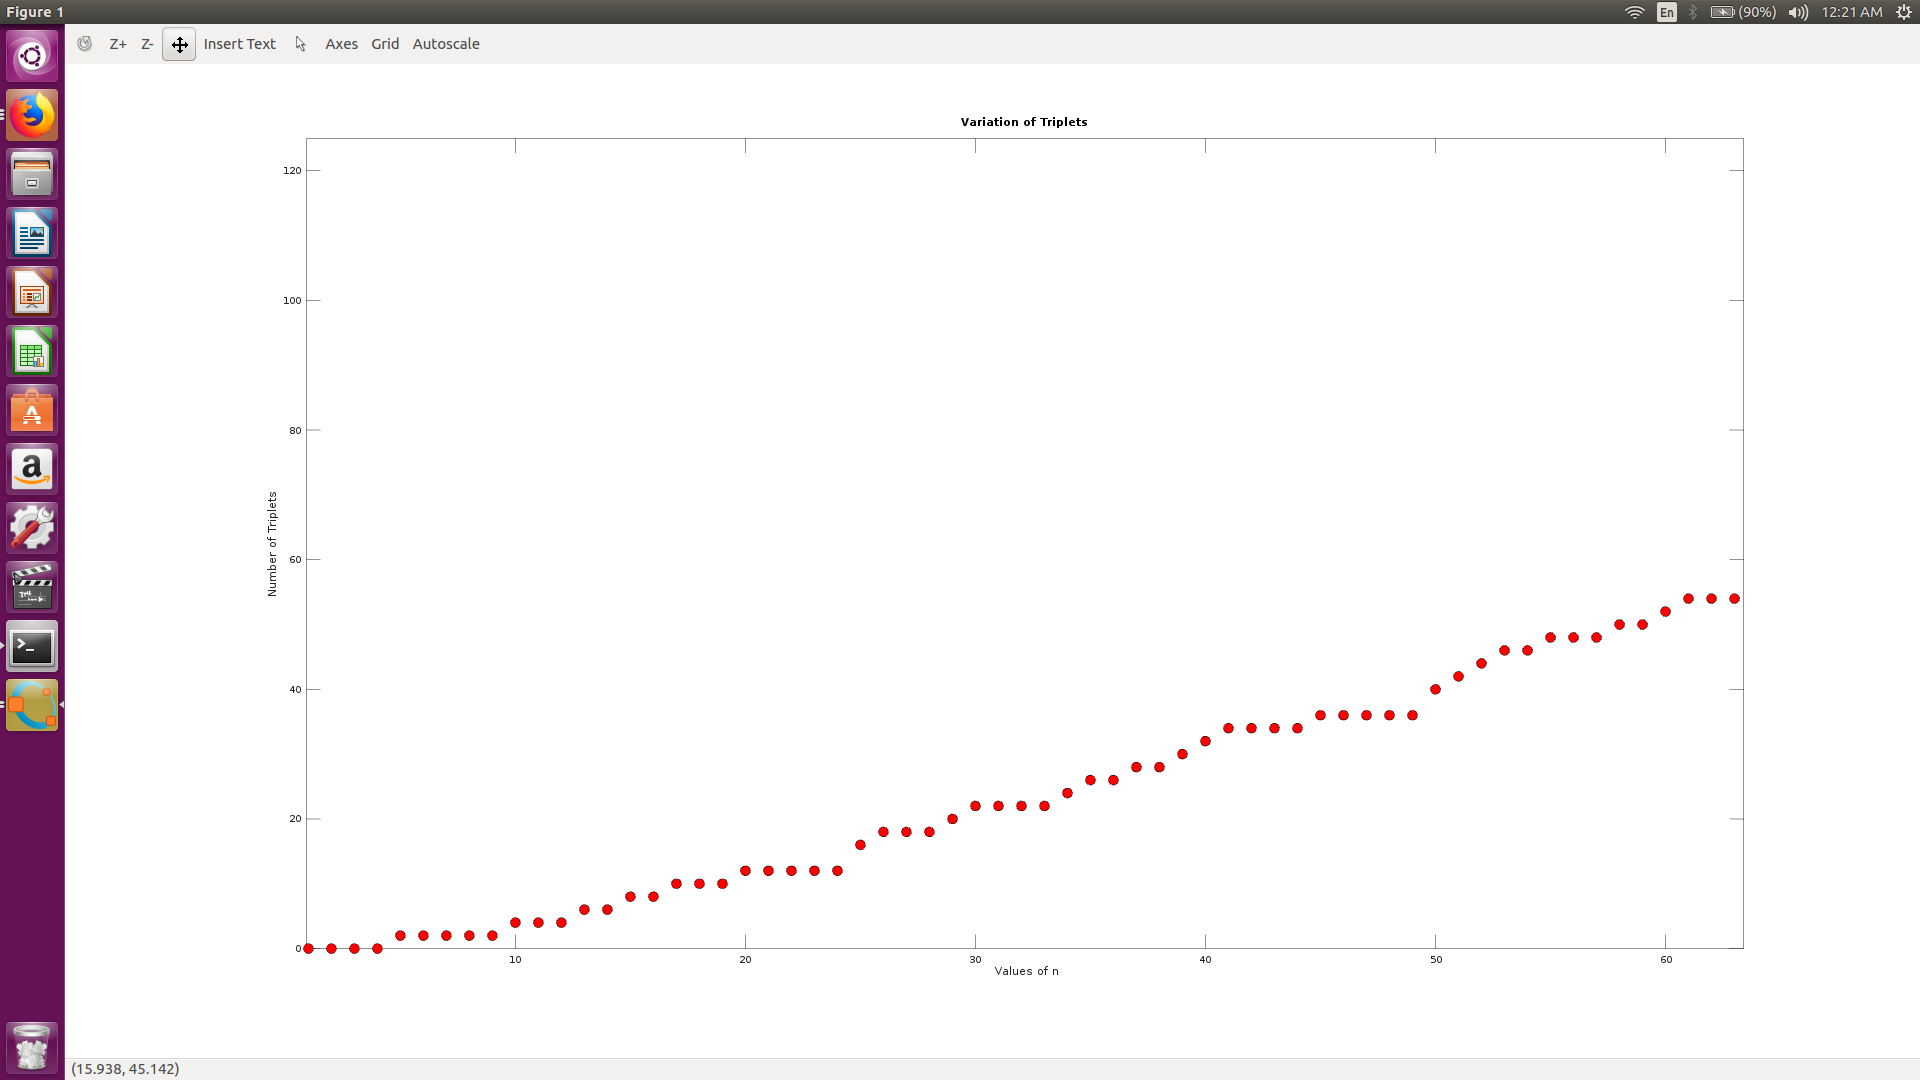 Figure 1
En
(90%)
12:21 AM
Z+ Z- Insert Text Axes Grid Autoscale
Variation of Triplets
120
100
80
60
40
20
0
Number of Triplets
10 20 30 40 50 60
Values of n
(15.938, 45.142)